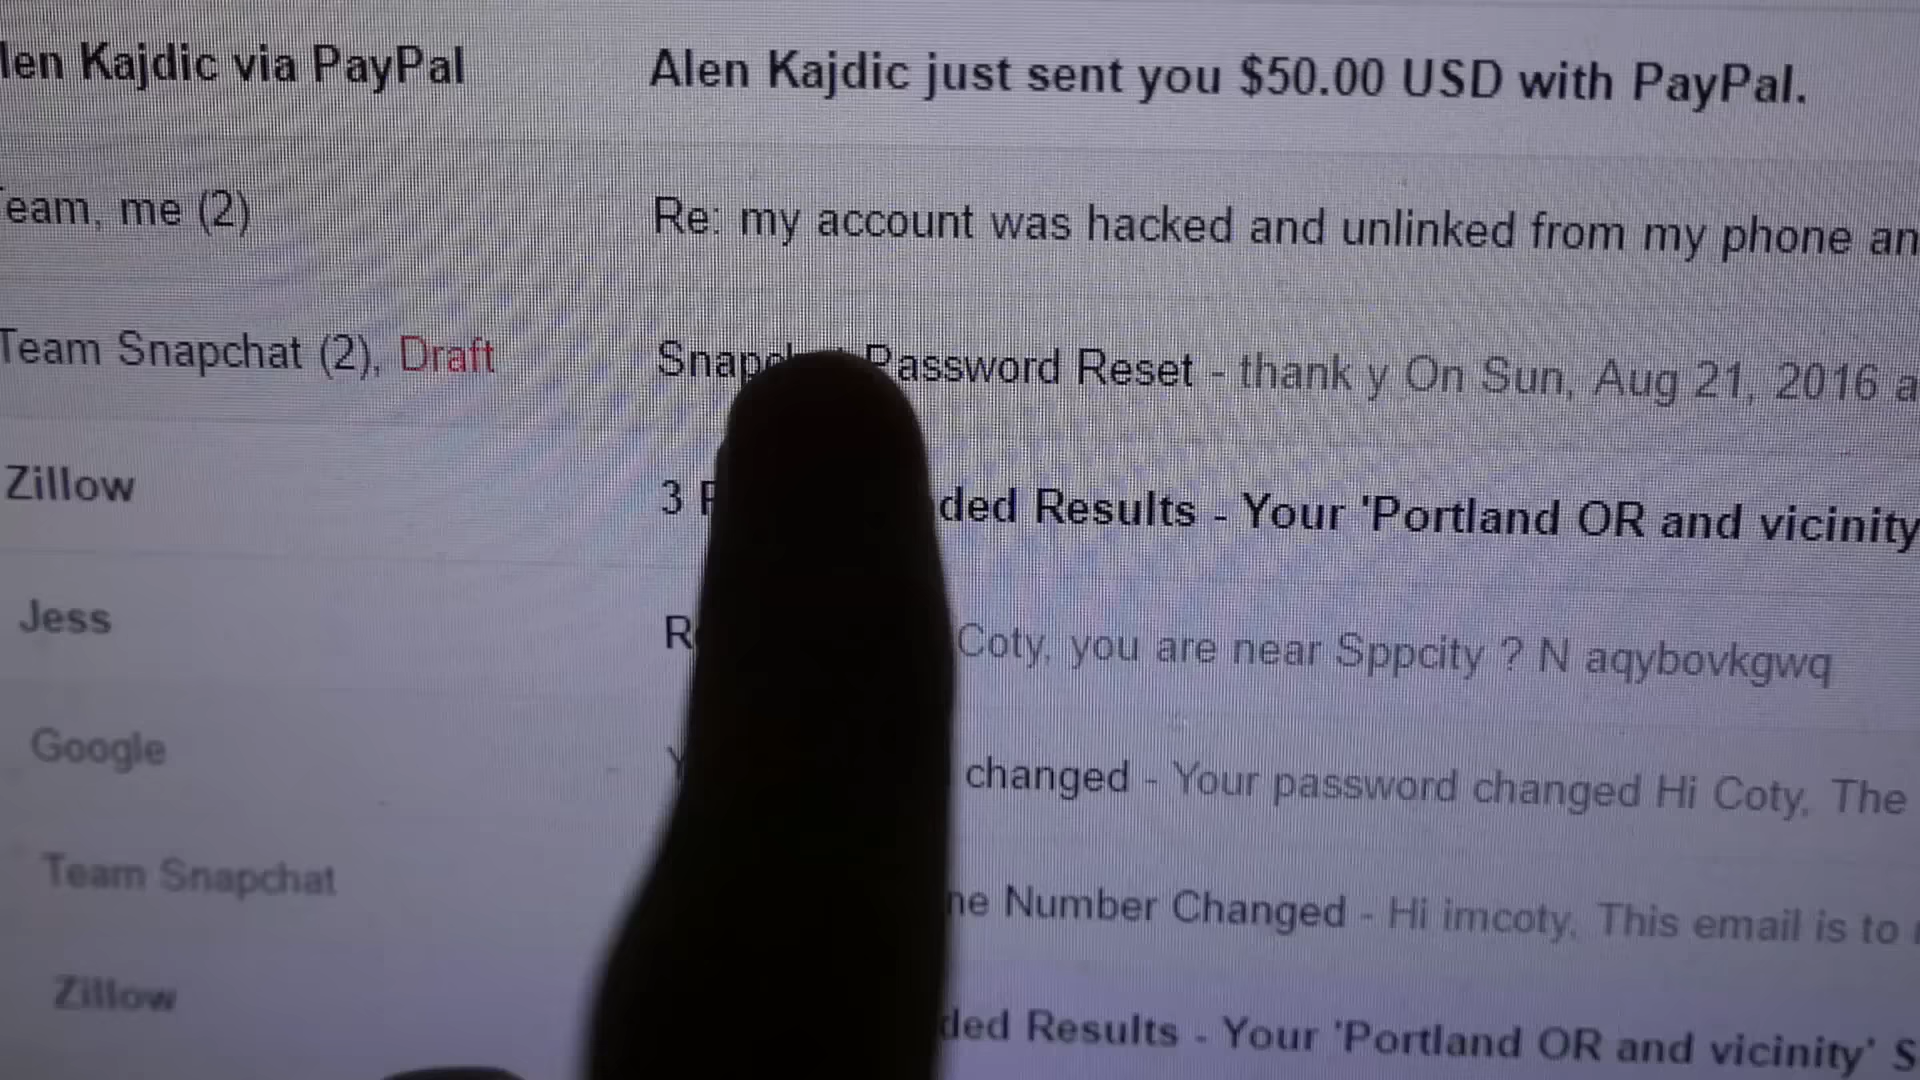 len Kajdic via PayPal Alen Kajdic just sent you $50.00 USD with PayPal.
eam, me (2) Re: my account was hacked and unlinked from my phone an
Team Snapchat (2), Draft Password Reset - thank y On Sun, Aug 21, 2016 a
Zillow 3 ded Results - Your 'Portland OR and vicinity
Jess Coty, you are near Sppcity ? N aqybovkgwq
Google changed - Your password changed Hi Coty, The
Team Snapchat ne Number Changed - Hi imcoty, This email is to
Zillow ded Results - Your 'Portland OR and vicinity' S